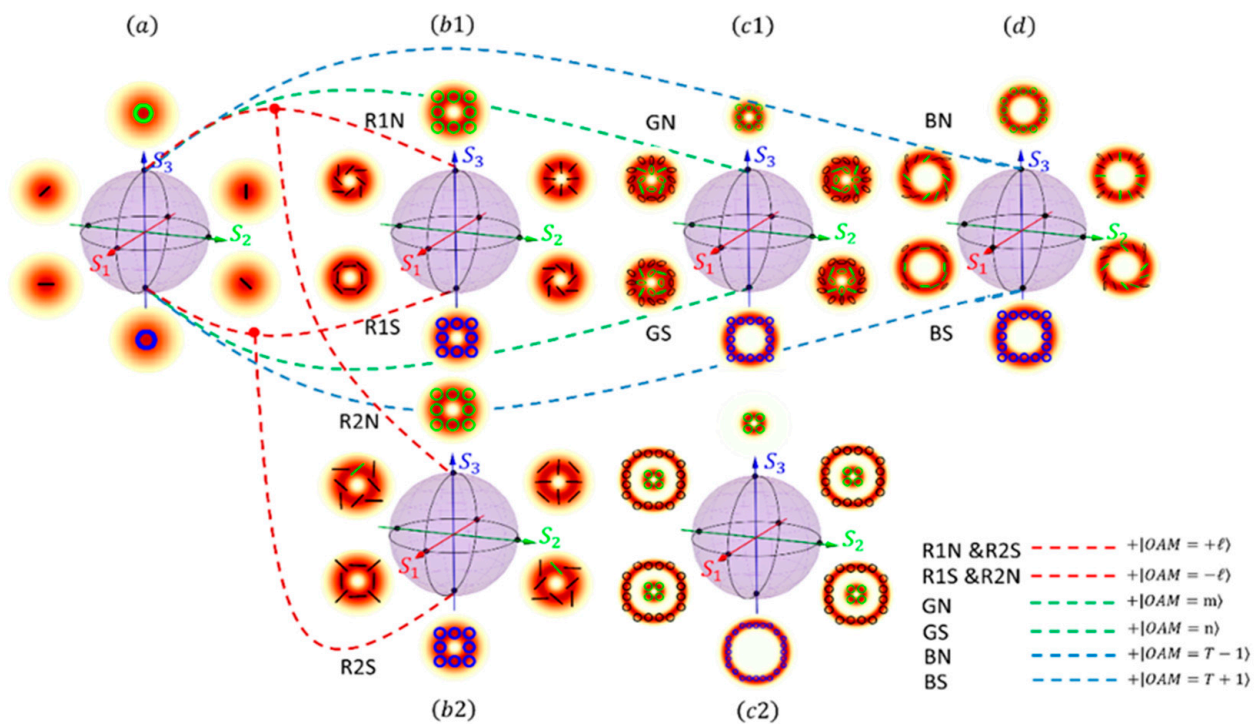 (a)
(b1)
(c1)
(d)
R1N
GN
BN
S₃
S₃
S₃
S₃
S₂
S₂
S₂
S₂
S₁
S₁
S₁
S₁
R1S
GS
BS
R2N
S₃
S₃
S₂
S₂
S₁
S₁
R2S
(b2)
(c2)
R1N &R2S +|OAM = +ℓ⟩
R1S &R2N +|OAM = −ℓ⟩
GN +|OAM = m⟩
GS +|OAM = n⟩
BN +|OAM = T − 1⟩
BS +|OAM = T + 1⟩